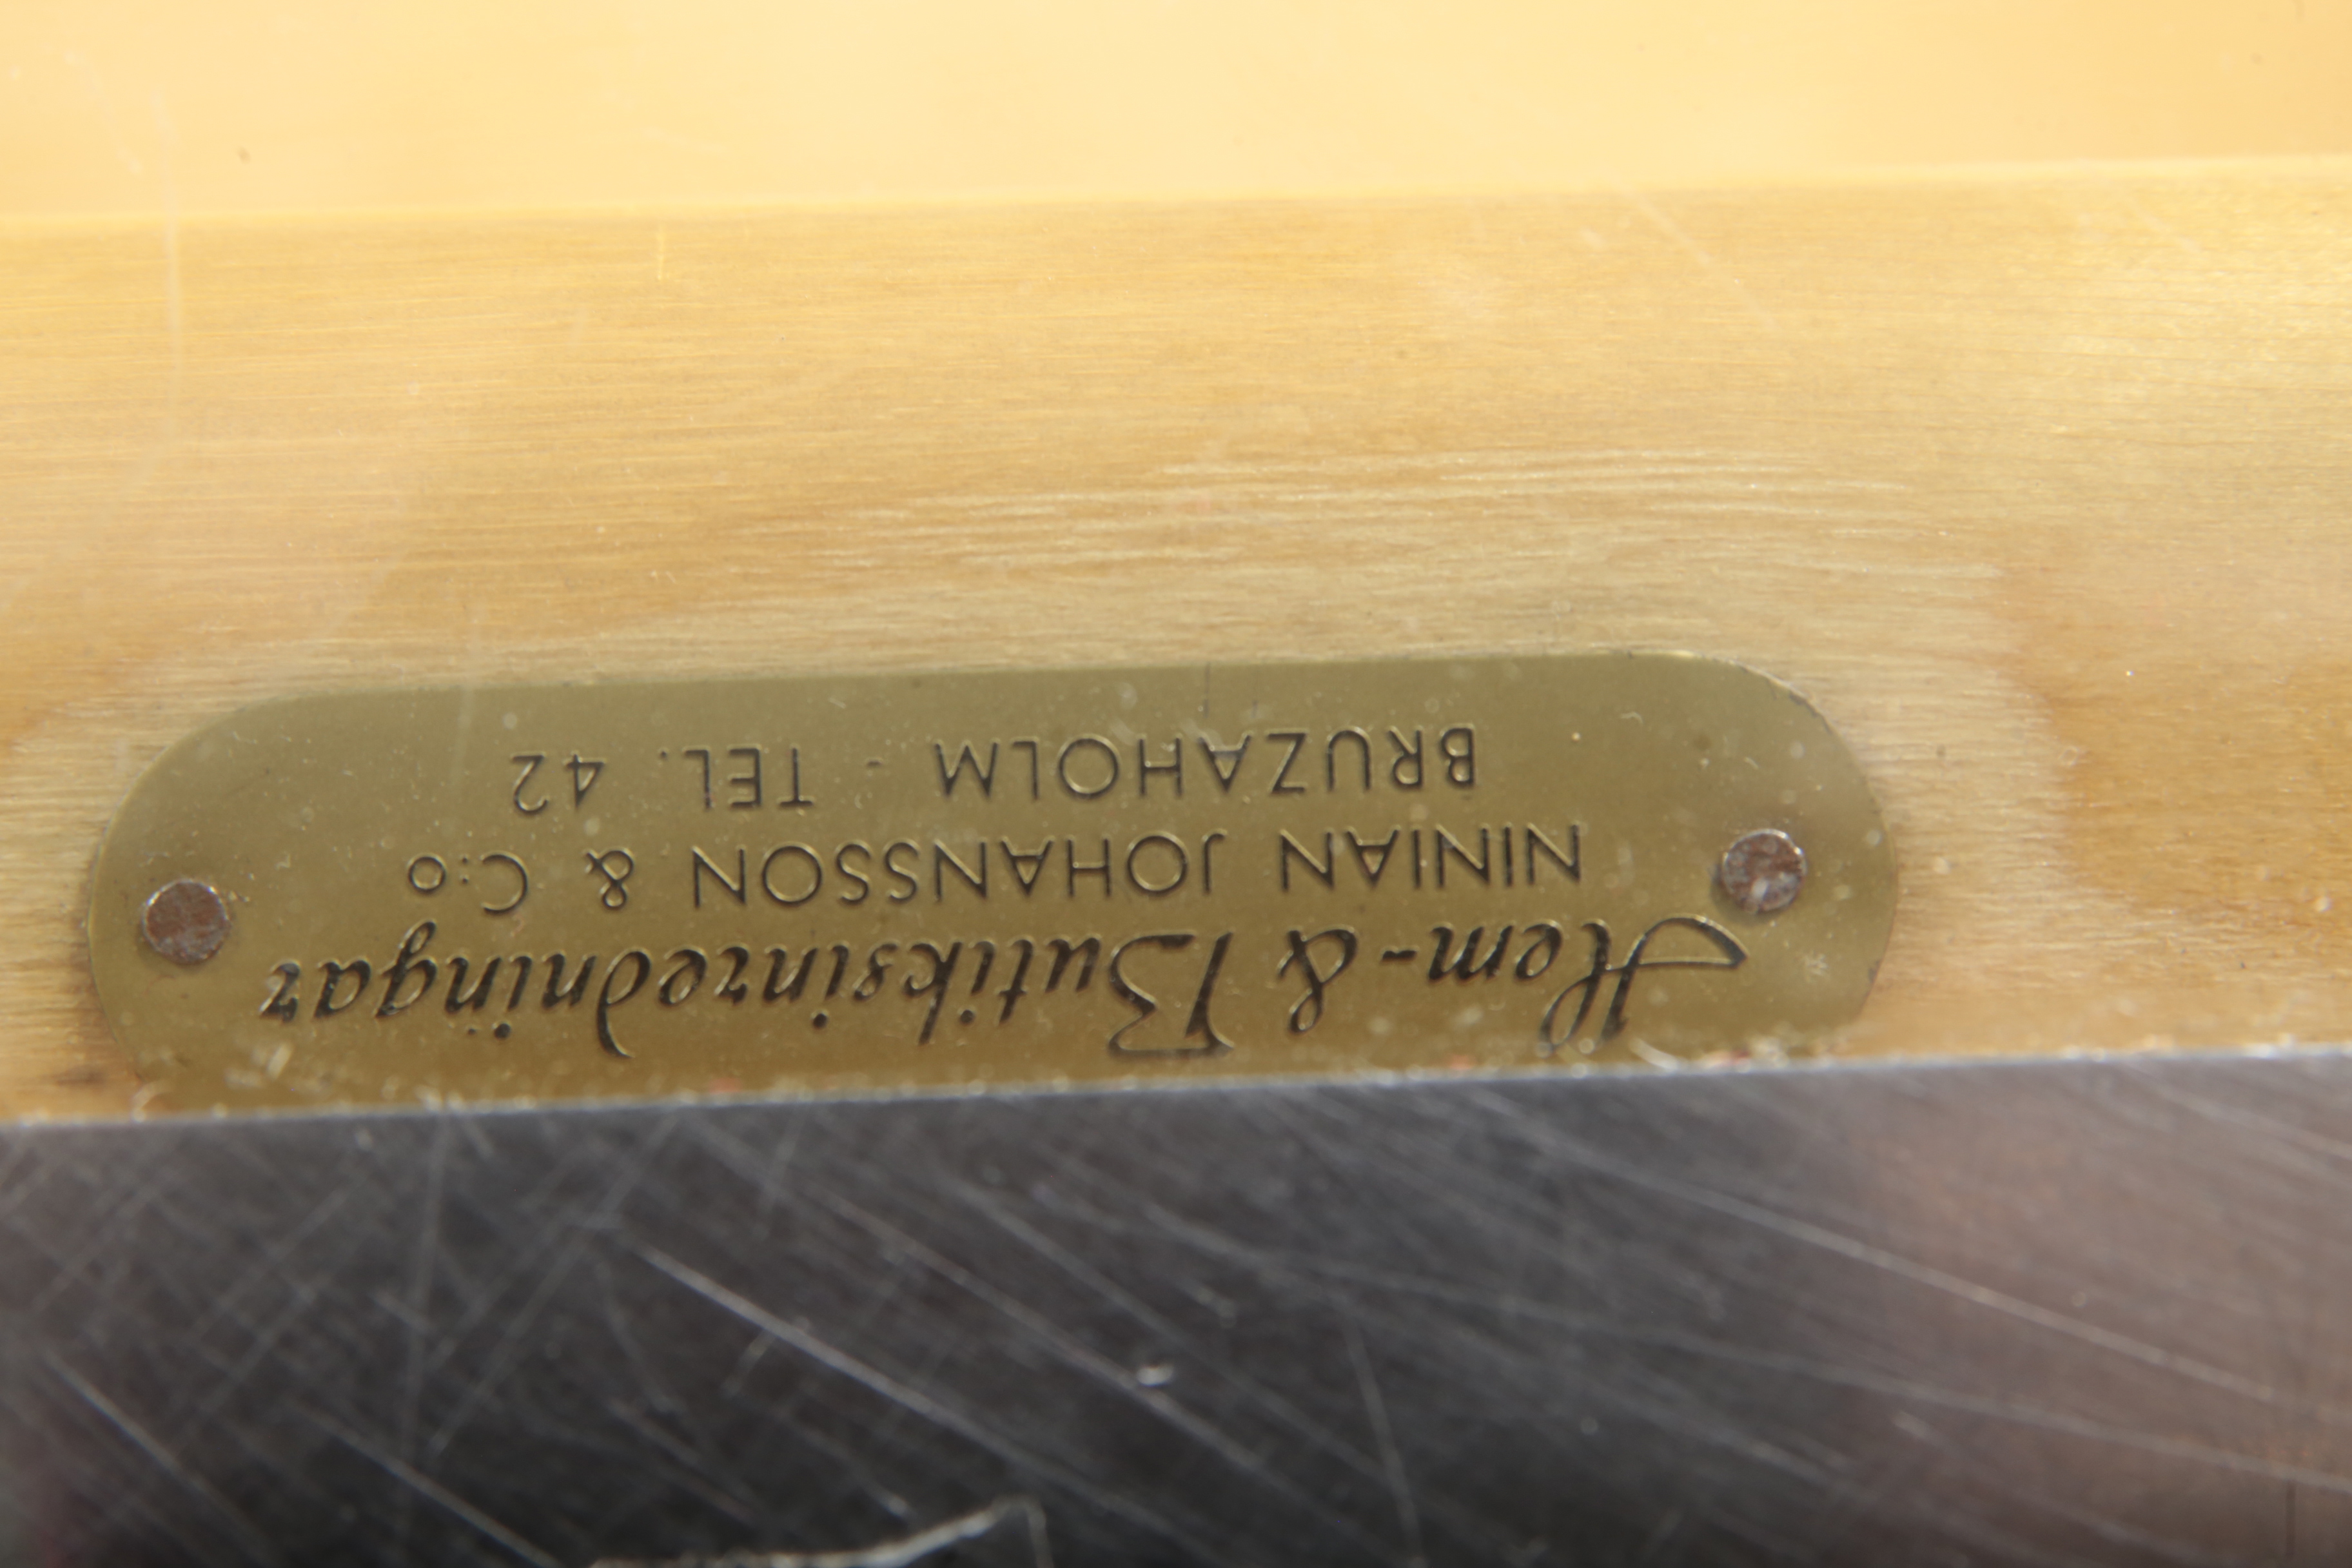 Hem- & Butiksinredningar
NINIAN JOHANSSON & C:o
BRUZAHOLM - TEL. 42